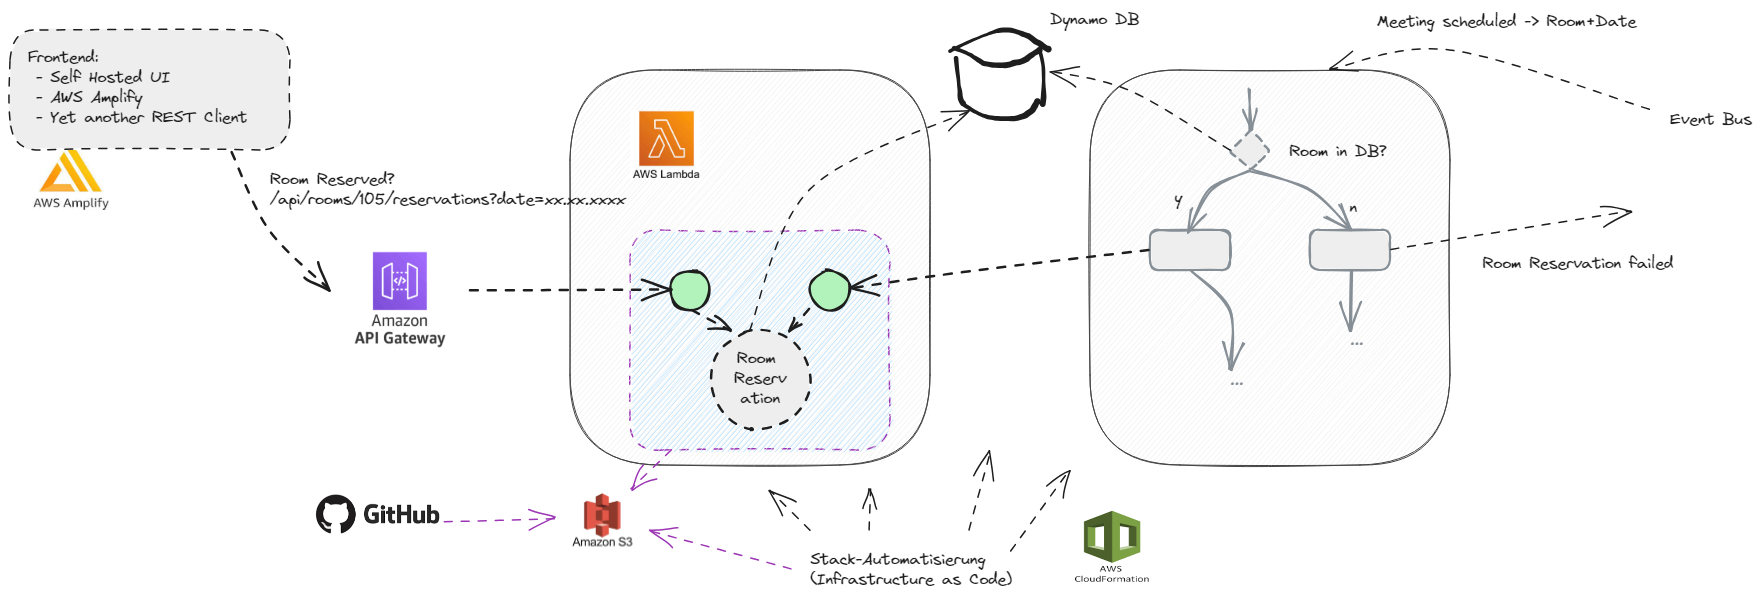 Frontend:
- Self Hosted UI
- AWS Amplify
- Yet another REST Client
AWS Amplify
Room Reserved?
/api/rooms/105/reservations?date=xx.xx.xxxx
Amazon
API Gateway
AWS Lambda
Room
Reserv
ation
Dynamo DB
Meeting scheduled -> Room+Date
Event Bus
Room in DB?
y
n
Room Reservation failed
...
...
GitHub
Amazon S3
Stack-Automatisierung
(Infrastructure as Code)
AWS
CloudFormation